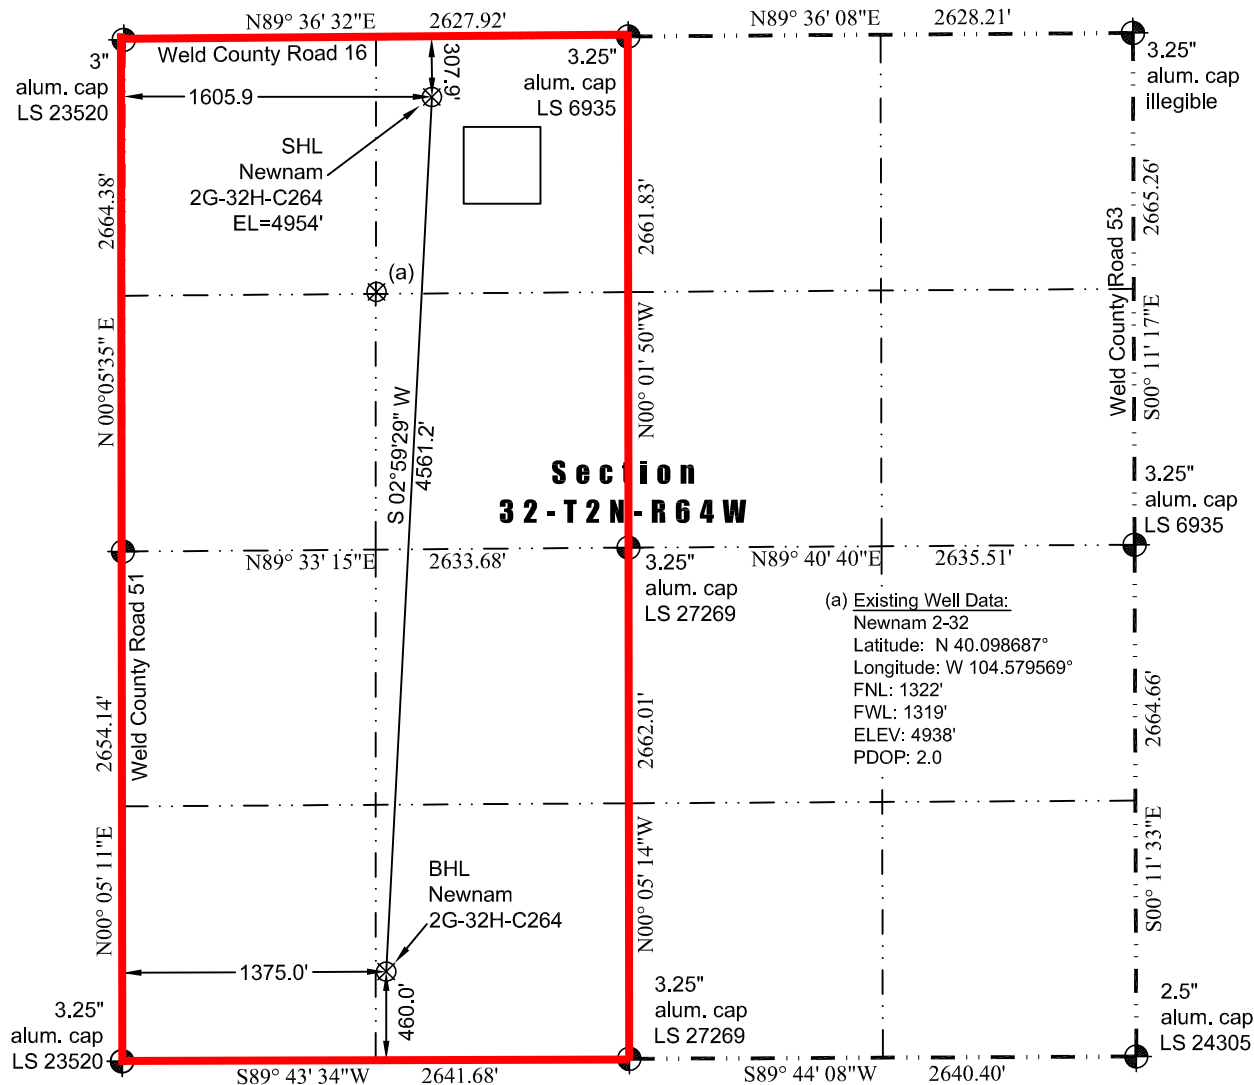 N89° 36' 32"E 2627.92'
N89° 36' 08"E 2628.21'
Weld County Road 16
3"
alum. cap
LS 23520
307.9'
3.25"
alum. cap
LS 6935
3.25"
alum. cap
illegible
1605.9
SHL
Newnam
2G-32H-C264
EL=4954'
2664.38'
N 00°05'35" E
2661.83'
N00° 01' 50"W
2665.26'
Weld County Road 53
S00° 11' 17"E
(a)
S 02°59'29" W
4561.2'
Section
32-T2N-R64W
3.25"
alum. cap
LS 6935
N89° 33' 15"E 2633.68'
N89° 40' 40"E 2635.51'
3.25"
alum. cap
LS 27269
(a) Existing Well Data:
Newnam 2-32
Latitude: N 40.098687°
Longitude: W 104.579569°
FNL: 1322'
FWL: 1319'
ELEV: 4938'
PDOP: 2.0
Weld County Road 51
2654.14'
N00° 05' 11"E
2662.01'
N00° 05' 14"W
2664.66'
S00° 11' 33"E
BHL
Newnam
2G-32H-C264
1375.0'
460.0'
3.25"
alum. cap
LS 23520
3.25"
alum. cap
LS 27269
2.5"
alum. cap
LS 24305
S89° 43' 34"W 2641.68'
S89° 44' 08"W 2640.40'